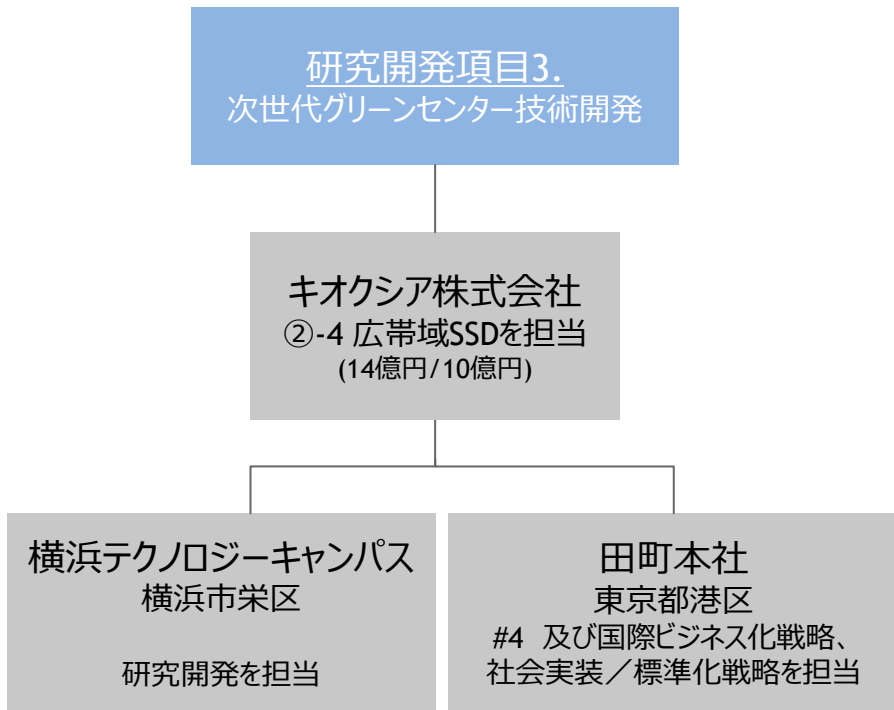 研究開発項目3.
次世代グリーンセンター技術開発
キオクシア株式会社
②-4 広帯域SSDを担当
(14億円/10億円)
横浜テクノロジーキャンパス
横浜市栄区
研究開発を担当
田町本社
東京都港区
#4 及び国際ビジネス化戦略、
社会実装／標準化戦略を担当